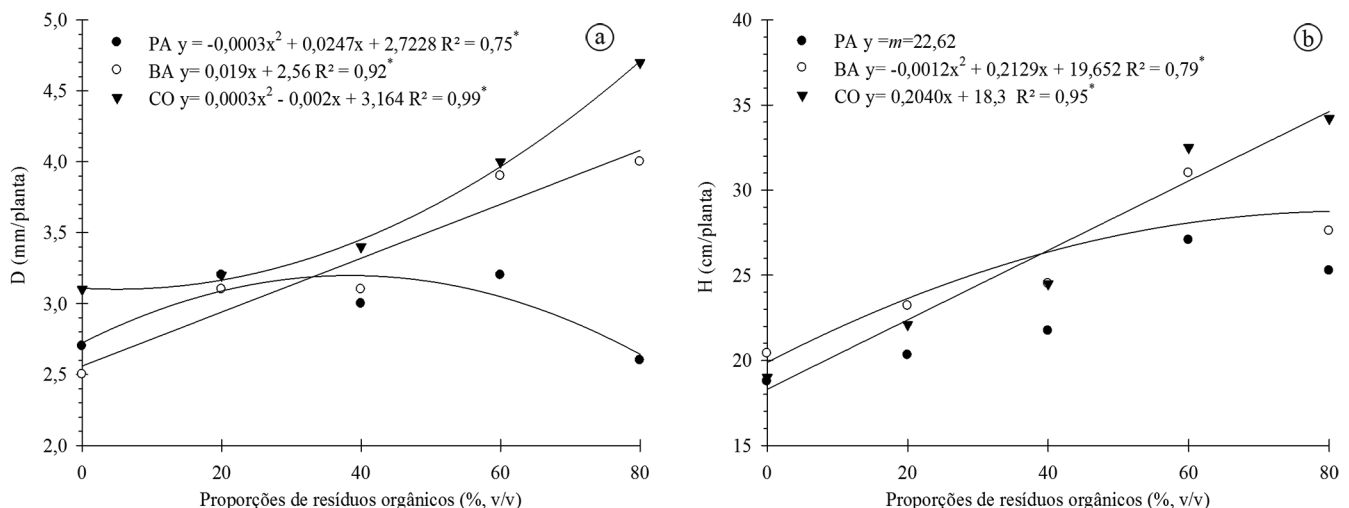 a
PA y = -0,0003x² + 0,0247x + 2,7228 R² = 0,75*
BA y= 0,019x + 2,56 R² = 0,92*
CO y= 0,0003x² - 0,002x + 3,164 R² = 0,99*
5,0
4,5
4,0
3,5
3,0
2,5
2,0
D (mm/planta)
0 20 40 60 80
Proporções de resíduos orgânicos (%, v/v)
b
PA y =m=22,62
BA y= -0,0012x² + 0,2129x + 19,652 R² = 0,79*
CO y= 0,2040x + 18,3 R² = 0,95*
40
35
30
25
20
15
H (cm/planta)
0 20 40 60 80
Proporções de resíduos orgânicos (%, v/v)